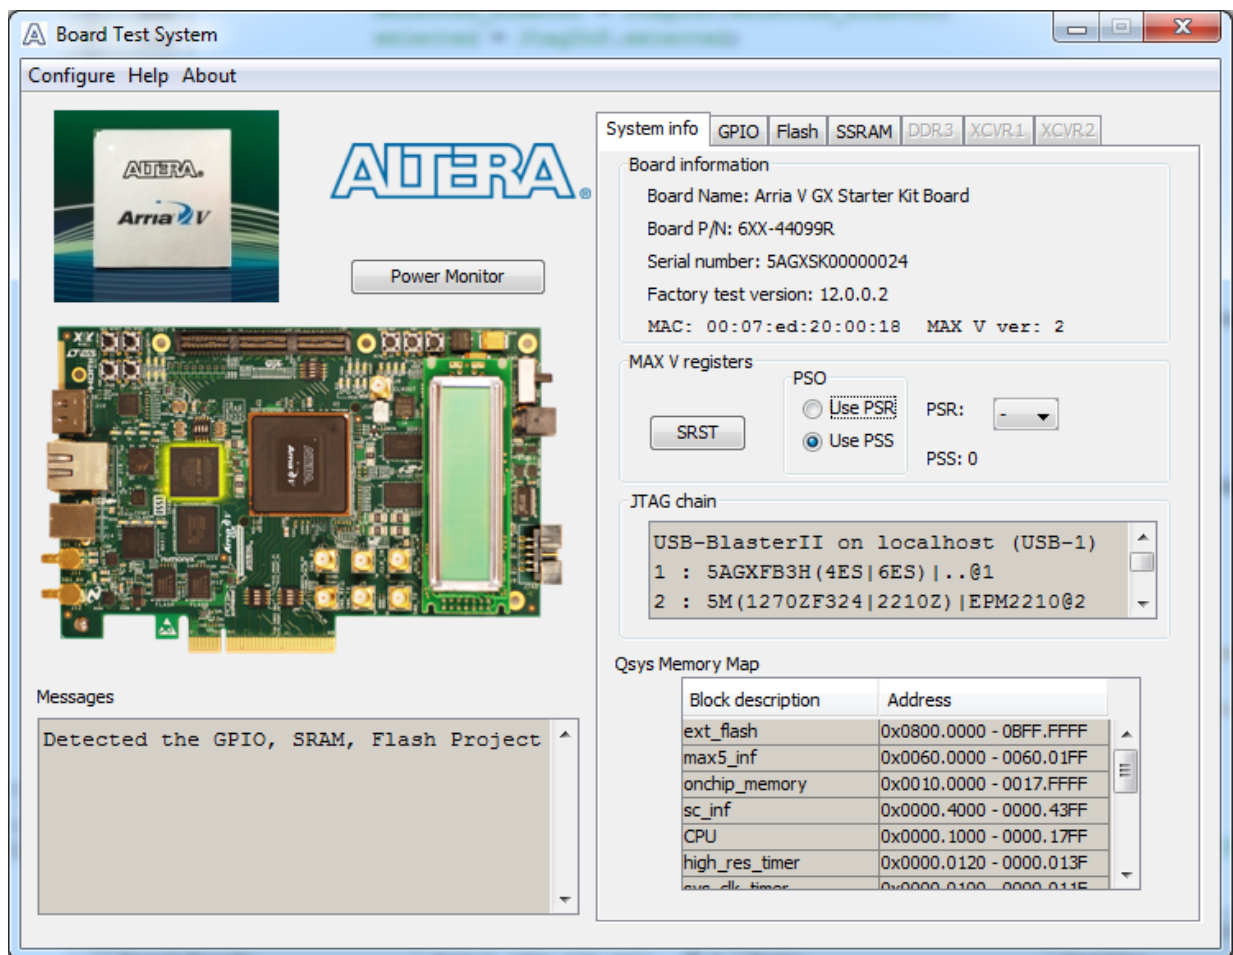 Board Test System
Configure Help About
ALTERA®
Arria V
ALTERA®
Power Monitor
Messages
Detected the GPIO, SRAM, Flash Project
System info GPIO Flash SSRAM DDR3 XCVR1 XCVR2
Board information
Board Name: Arria V GX Starter Kit Board
Board P/N: 6XX-44099R
Serial number: 5AGXSK00000024
Factory test version: 12.0.0.2
MAC: 00:07:ed:20:00:18 MAX V ver: 2
MAX V registers
PSO
Use PSR
Use PSS
SRST
PSR: -
PSS: 0
JTAG chain
USB-BlasterII on localhost (USB-1)
1 : 5AGXFB3H(4ES|6ES)|..@1
2 : 5M(1270ZF324|2210Z)|EPM2210@2
Qsys Memory Map
Block description Address
ext_flash 0x0800.0000 - 0BFF.FFFF
max5_inf 0x0060.0000 - 0060.01FF
onchip_memory 0x0010.0000 - 0017.FFFF
sc_inf 0x0000.4000 - 0000.43FF
CPU 0x0000.1000 - 0000.17FF
high_res_timer 0x0000.0120 - 0000.013F
sys_clk_timer 0x0000.0100 - 0000.011F